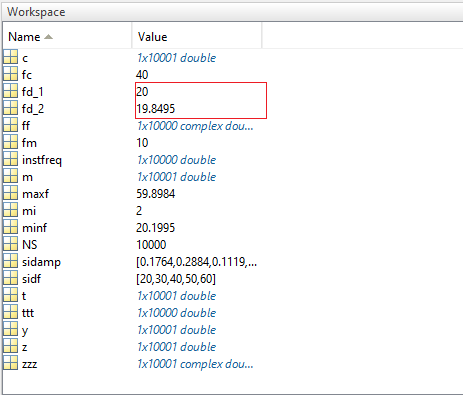 Workspace
Name Value
c 1x10001 double
fc 40
fd_1 20
fd_2 19.8495
ff 1x10000 complex dou...
fm 10
instfreq 1x10000 double
m 1x10001 double
maxf 59.8984
mi 2
minf 20.1995
NS 10000
sidamp [0.1764,0.2884,0.1119,...
sidf [20,30,40,50,60]
t 1x10001 double
ttt 1x10000 double
y 1x10001 double
z 1x10001 double
zzz 1x10001 complex dou...